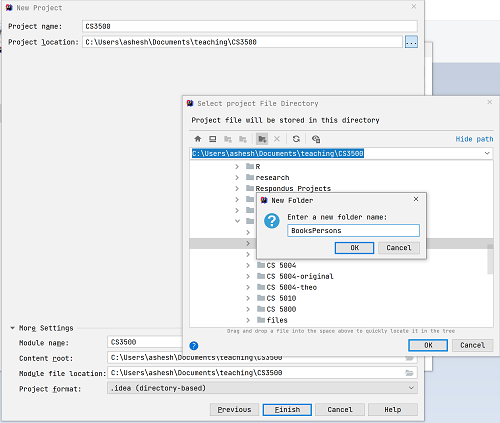 New Project
Project name: CS3500
Project location: C:\Users\ashesh\Documents\teaching\CS3500 ...
Select project File Directory
Project file will be stored in this directory
Hide path
C:\Users\ashesh\Documents\teaching\CS3500
R
research
Respondus Projects
New Folder
Enter a new folder name:
BooksPersons
OK Cancel
CS 5004
CS 5004-original
CS 5004-theo
CS 5010
CS 5800
files
Drag and drop a file into the space above to quickly locate it in the tree
? OK Cancel
More Settings
Module name: CS3500
Content root: C:\Users\ashesh\Documents\teaching\CS3500
Module file location: C:\Users\ashesh\Documents\teaching\CS3500
Project format: .idea (directory-based)
Previous Finish Cancel Help